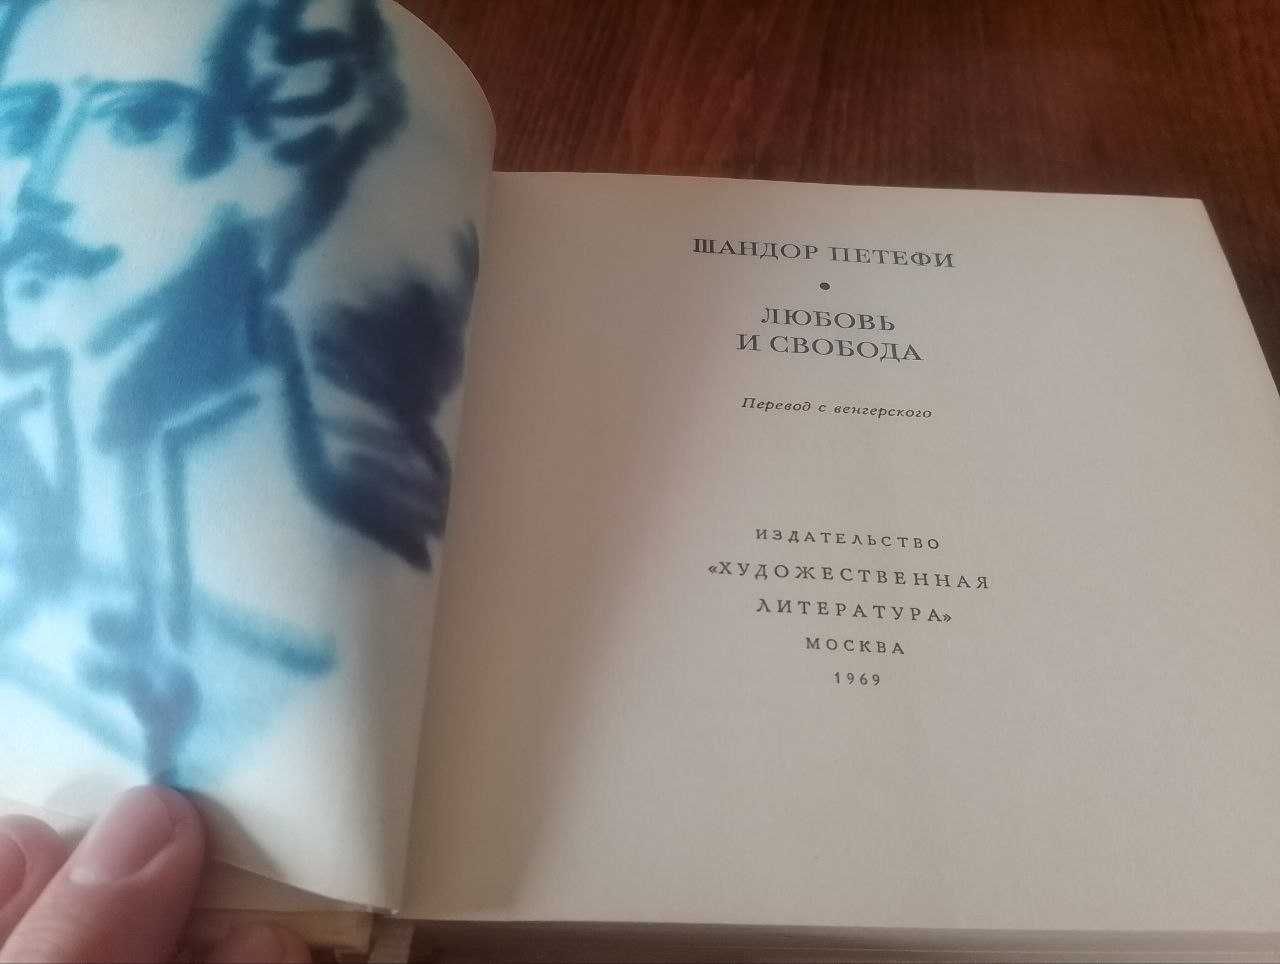 ШАНДОР ПЕТЕФИ
•
ЛЮБОВЬ
И СВОБОДА
Перевод с венгерского
ИЗДАТЕЛЬСТВО
«ХУДОЖЕСТВЕННАЯ
ЛИТЕРАТУРА»
МОСКВА
1969